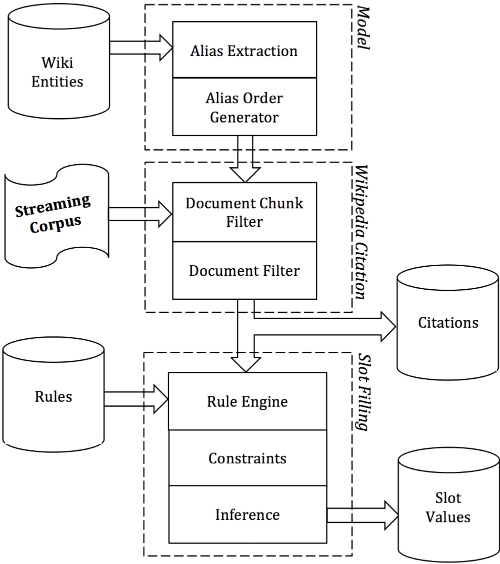 Model
Wiki
Entities
Alias Extraction
Alias Order
Generator
Wikipedia Citation
Streaming
Corpus
Document Chunk
Filter
Document Filter
Citations
Slot Filling
Rules
Rule Engine
Constraints
Inference
Slot
Values